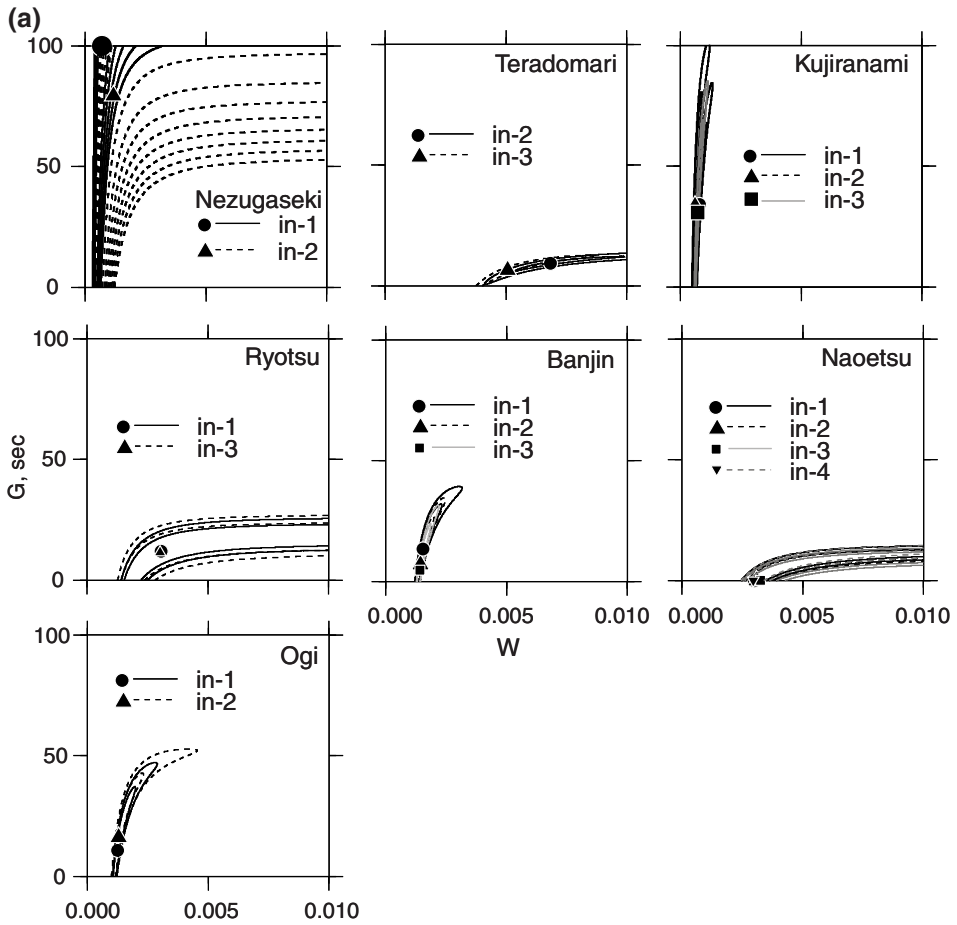 (a)
100
50
0
Nezugaseki
in-1
in-2
Teradomari
in-2
in-3
Kujiranami
in-1
in-2
in-3
G, sec
100
50
0
Ryotsu
in-1
in-3
Banjin
in-1
in-2
in-3
0.000 0.005 0.010
W
Naoetsu
in-1
in-2
in-3
in-4
0.000 0.005 0.010
100
50
0
Ogi
in-1
in-2
0.000 0.005 0.010